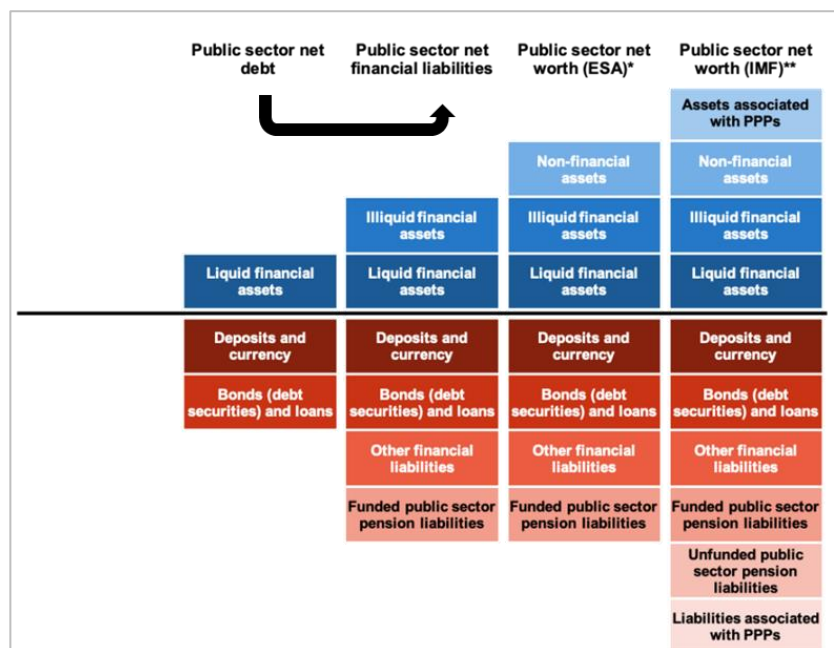 Public sector net
debt
Public sector net
financial liabilities
Public sector net
worth (ESA)*
Public sector net
worth (IMF)**
Assets associated
with PPPs
Non-financial
assets
Non-financial
assets
Illiquid financial
assets
Illiquid financial
assets
Illiquid financial
assets
Liquid financial
assets
Liquid financial
assets
Liquid financial
assets
Liquid financial
assets
Deposits and
currency
Deposits and
currency
Deposits and
currency
Deposits and
currency
Bonds (debt
securities) and loans
Bonds (debt
securities) and loans
Bonds (debt
securities) and loans
Bonds (debt
securities) and loans
Other financial
liabilities
Other financial
liabilities
Other financial
liabilities
Funded public sector
pension liabilities
Funded public sector
pension liabilities
Funded public sector
pension liabilities
Unfunded public
sector pension
liabilities
Liabilities associated
with PPPs